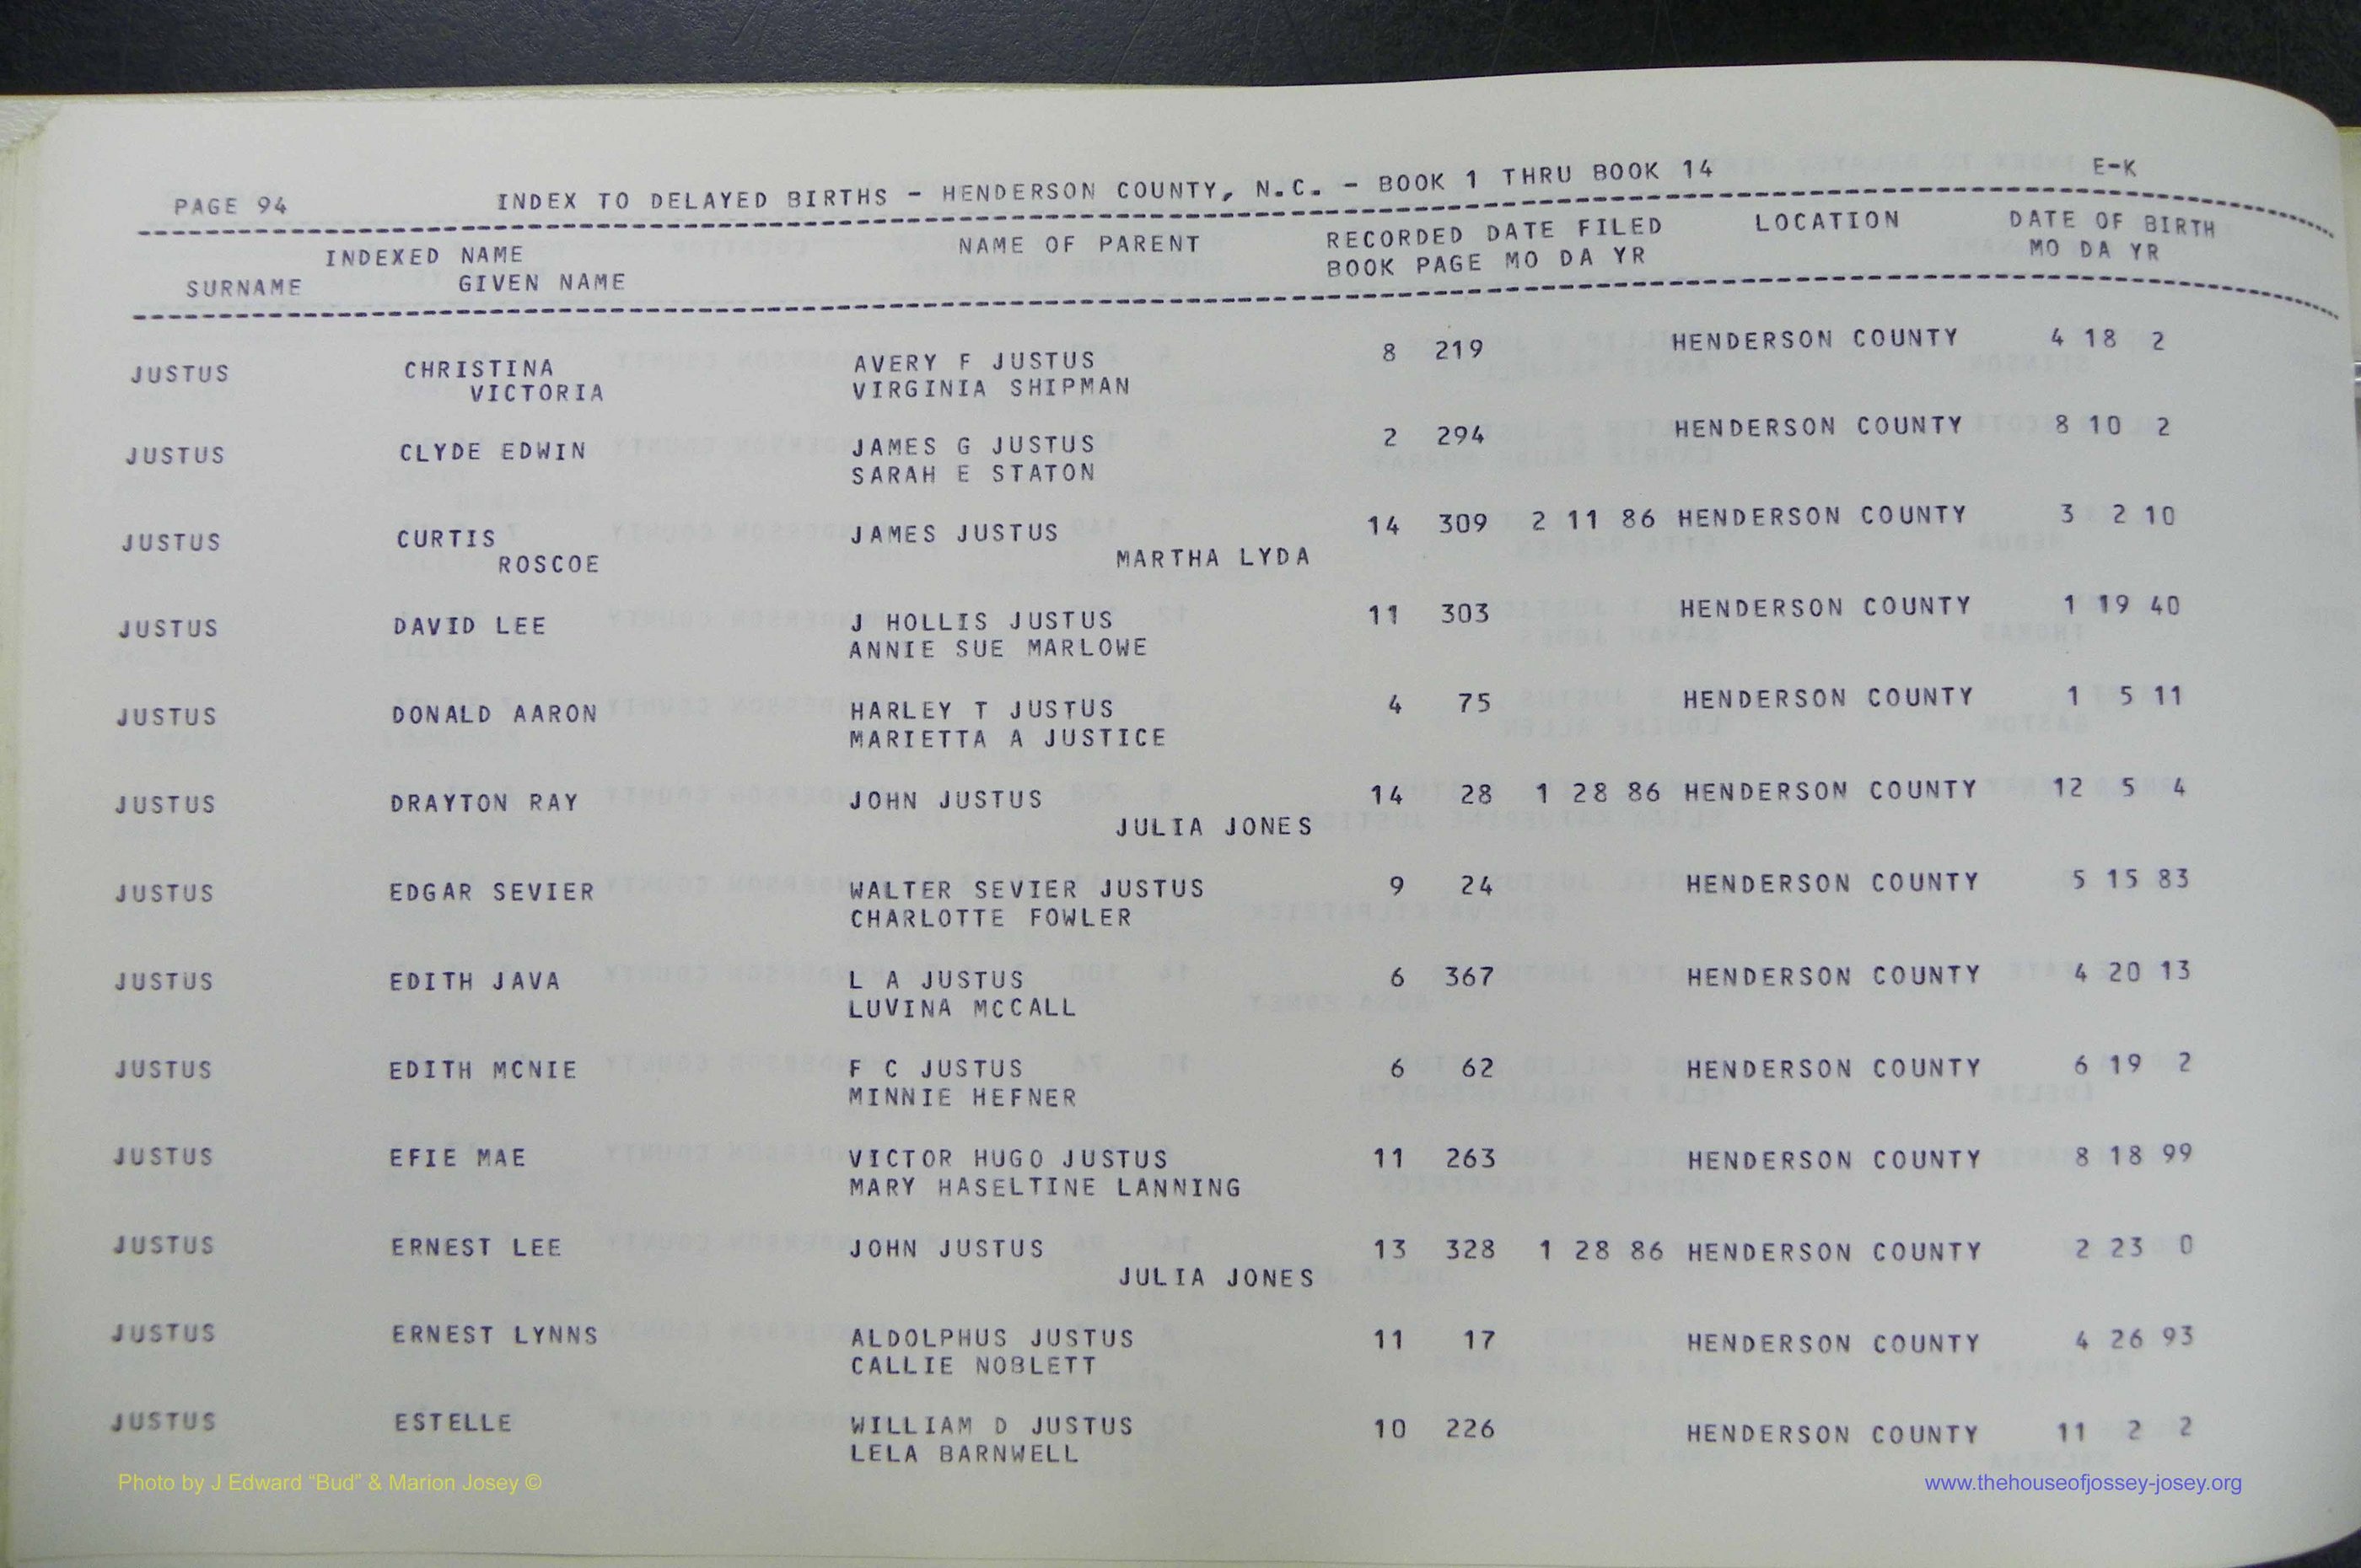 PAGE 94 INDEX TO DELAYED BIRTHS - HENDERSON COUNTY, N.C. - BOOK 1 THRU BOOK 14 E-K
INDEXED NAME NAME OF PARENT RECORDED DATE FILED LOCATION DATE OF BIRTH
SURNAME GIVEN NAME BOOK PAGE MO DA YR MO DA YR
JUSTUS CHRISTINA AVERY F JUSTUS 8 219 HENDERSON COUNTY 4 18 2
VICTORIA VIRGINIA SHIPMAN
JUSTUS CLYDE EDWIN JAMES G JUSTUS 2 294 HENDERSON COUNTY 8 10 2
SARAH E STATON
JUSTUS CURTIS JAMES JUSTUS 14 309 2 11 86 HENDERSON COUNTY 3 2 10
ROSCOE MARTHA LYDA
JUSTUS DAVID LEE J HOLLIS JUSTUS 11 303 HENDERSON COUNTY 1 19 40
ANNIE SUE MARLOWE
JUSTUS DONALD AARON HARLEY T JUSTUS 4 75 HENDERSON COUNTY 1 5 11
MARIETTA A JUSTICE
JUSTUS DRAYTON RAY JOHN JUSTUS 14 28 1 28 86 HENDERSON COUNTY 12 5 4
JULIA JONES
JUSTUS EDGAR SEVIER WALTER SEVIER JUSTUS 9 24 HENDERSON COUNTY 5 15 83
CHARLOTTE FOWLER
JUSTUS EDITH JAVA L A JUSTUS 6 367 HENDERSON COUNTY 4 20 13
LUVINA MCCALL
JUSTUS EDITH MCNIE F C JUSTUS 6 62 HENDERSON COUNTY 6 19 2
MINNIE HEFNER
JUSTUS EFIE MAE VICTOR HUGO JUSTUS 11 263 HENDERSON COUNTY 8 18 99
MARY HASELTINE LANNING
JUSTUS ERNEST LEE JOHN JUSTUS 13 328 1 28 86 HENDERSON COUNTY 2 23 0
JULIA JONES
JUSTUS ERNEST LYNNS ALDOLPHUS JUSTUS 11 17 HENDERSON COUNTY 4 26 93
CALLIE NOBLETT
JUSTUS ESTELLE WILLIAM D JUSTUS 10 226 HENDERSON COUNTY 11 2 2
LELA BARNWELL
Photo by J Edward “Bud” & Marion Josey © www.thehouseofjossey-josey.org